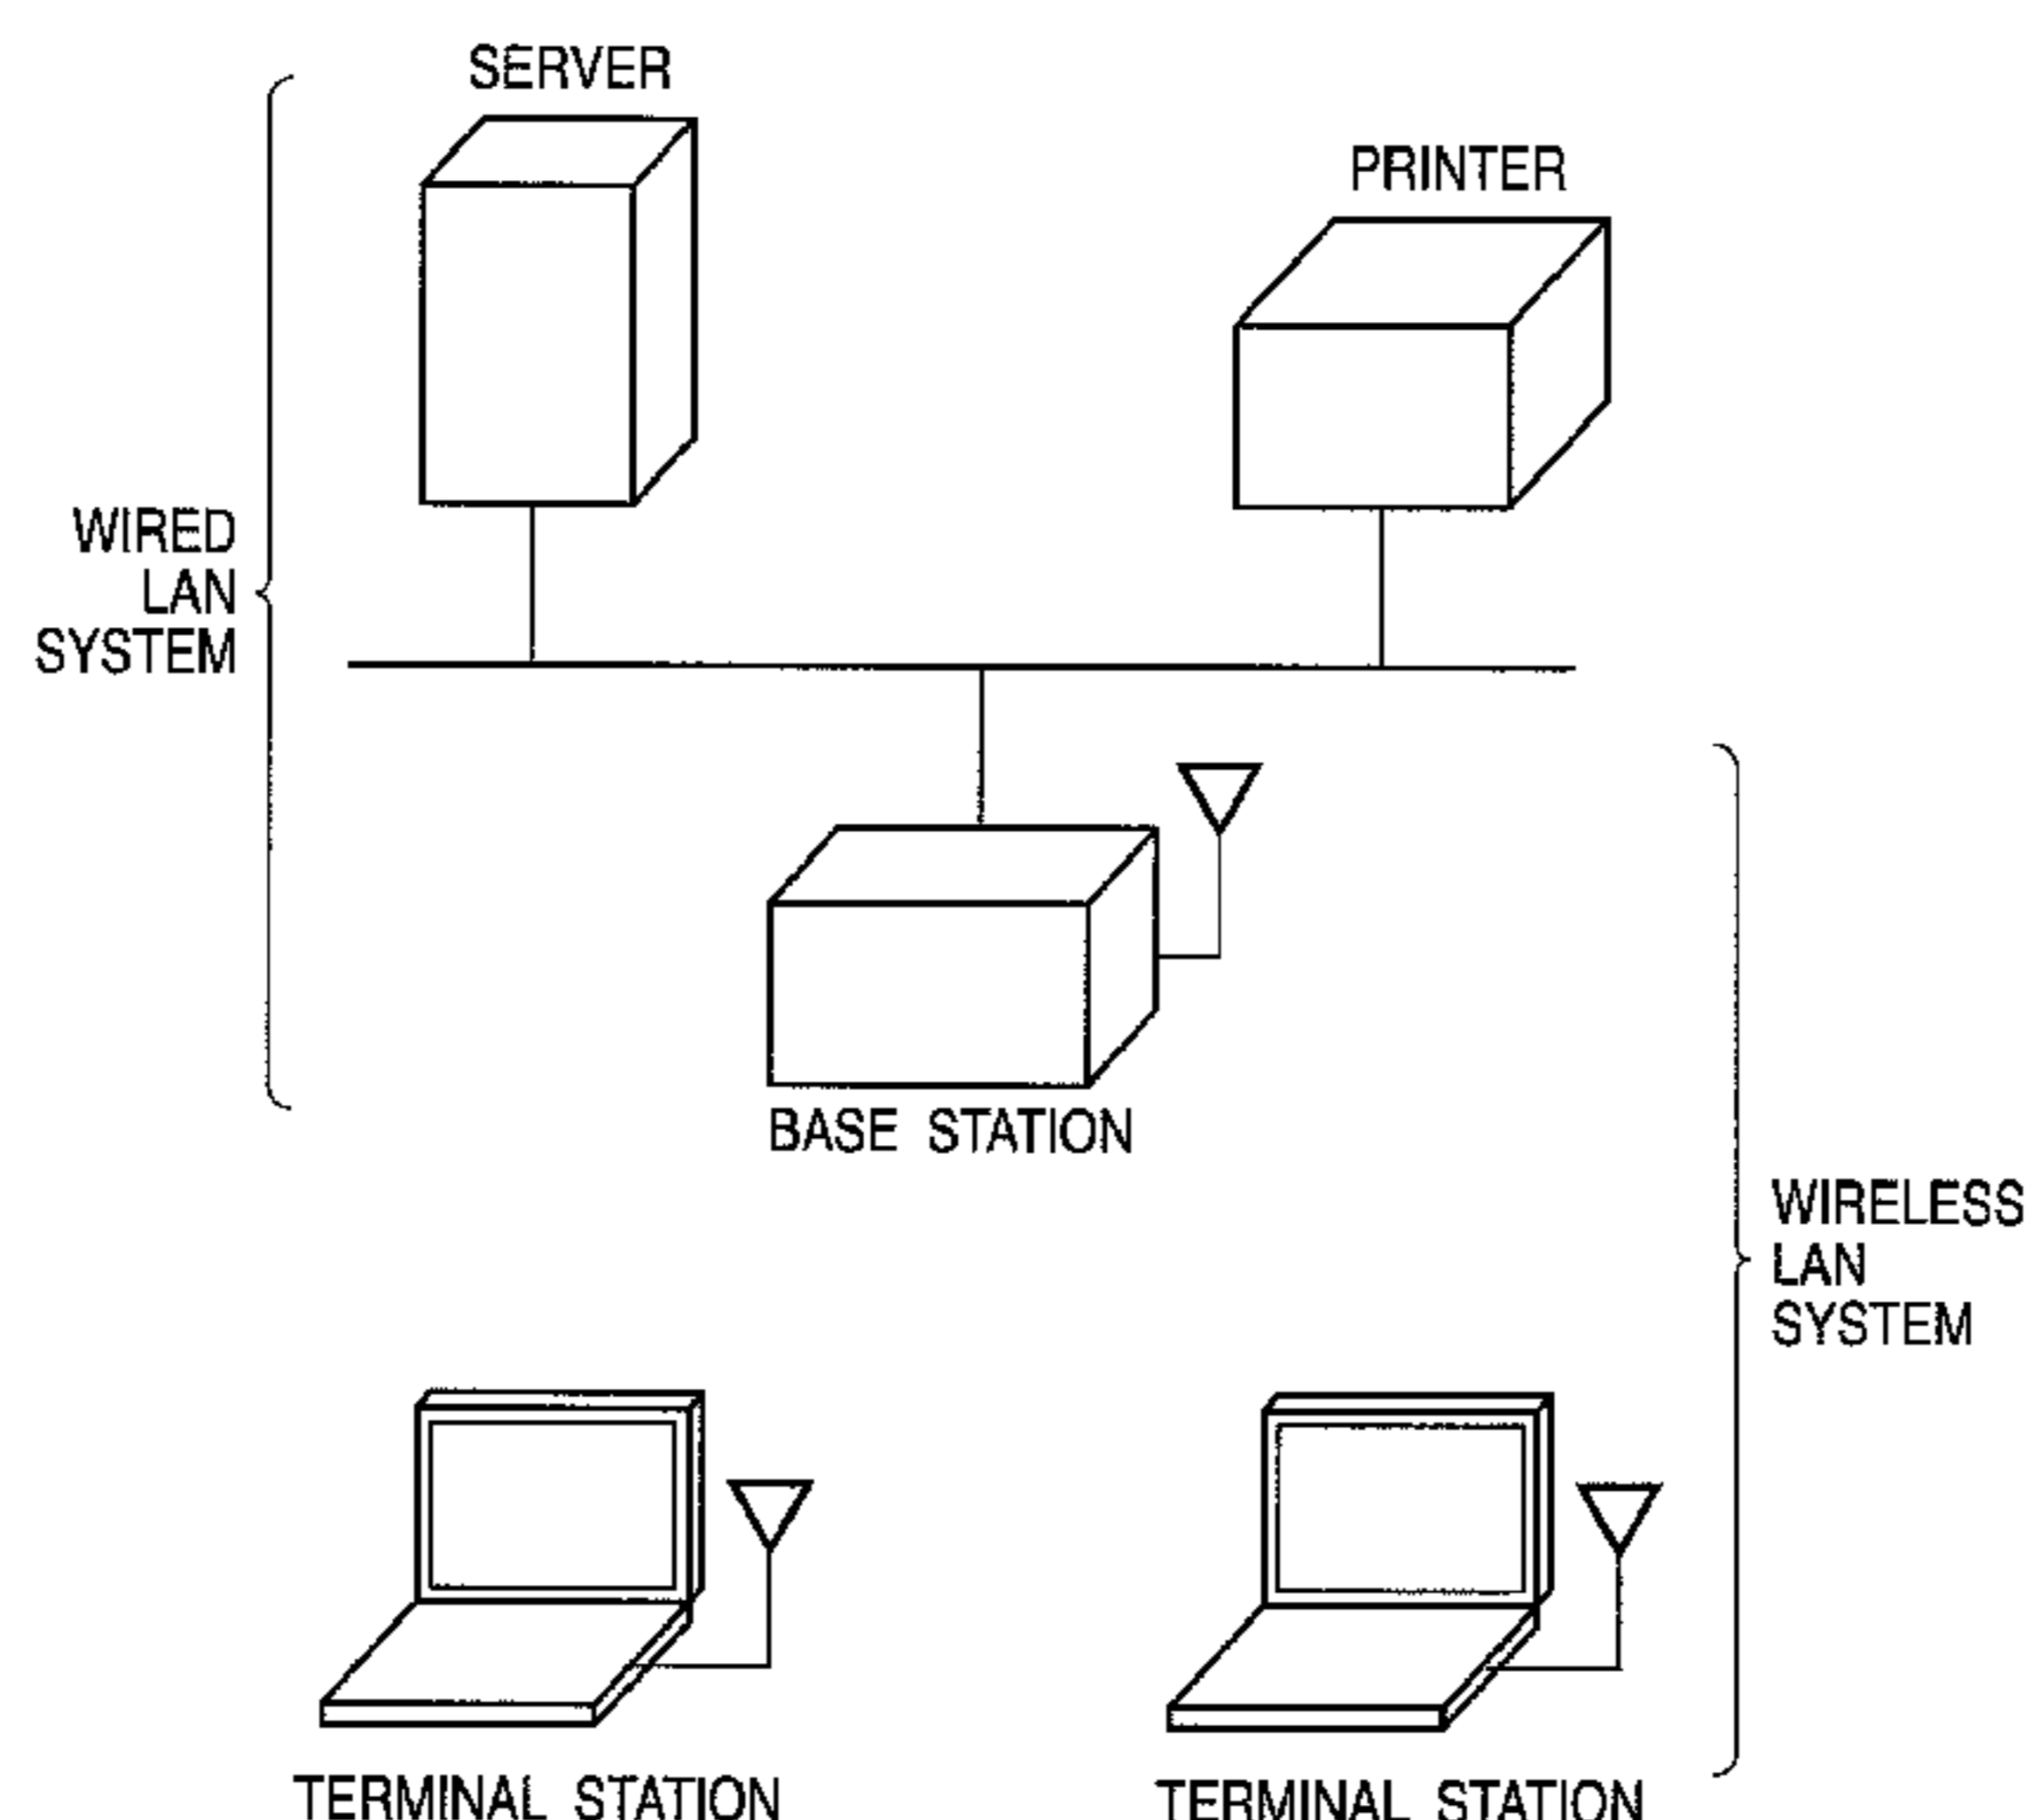 SERVER
PRINTER
WIRED
LAN
SYSTEM
BASE STATION
WIRELESS
LAN
SYSTEM
TERMINAL STATION
TERMINAL STATION